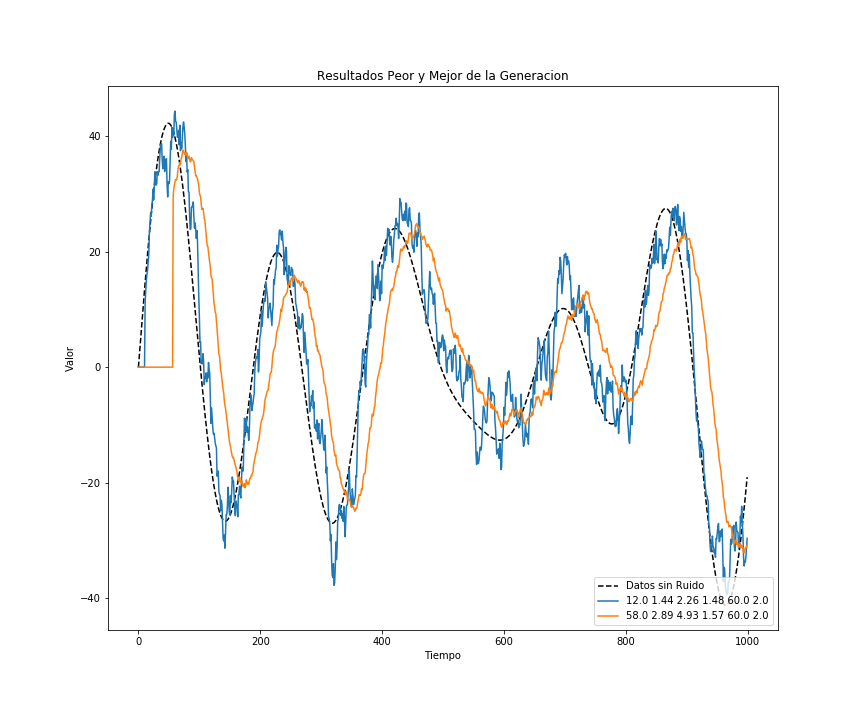 Resultados Peor y Mejor de la Generacion
Valor
40
20
0
−20
−40
0 200 400 600 800 1000
Tiempo
Datos sin Ruido
12.0 1.44 2.26 1.48 60.0 2.0
58.0 2.89 4.93 1.57 60.0 2.0